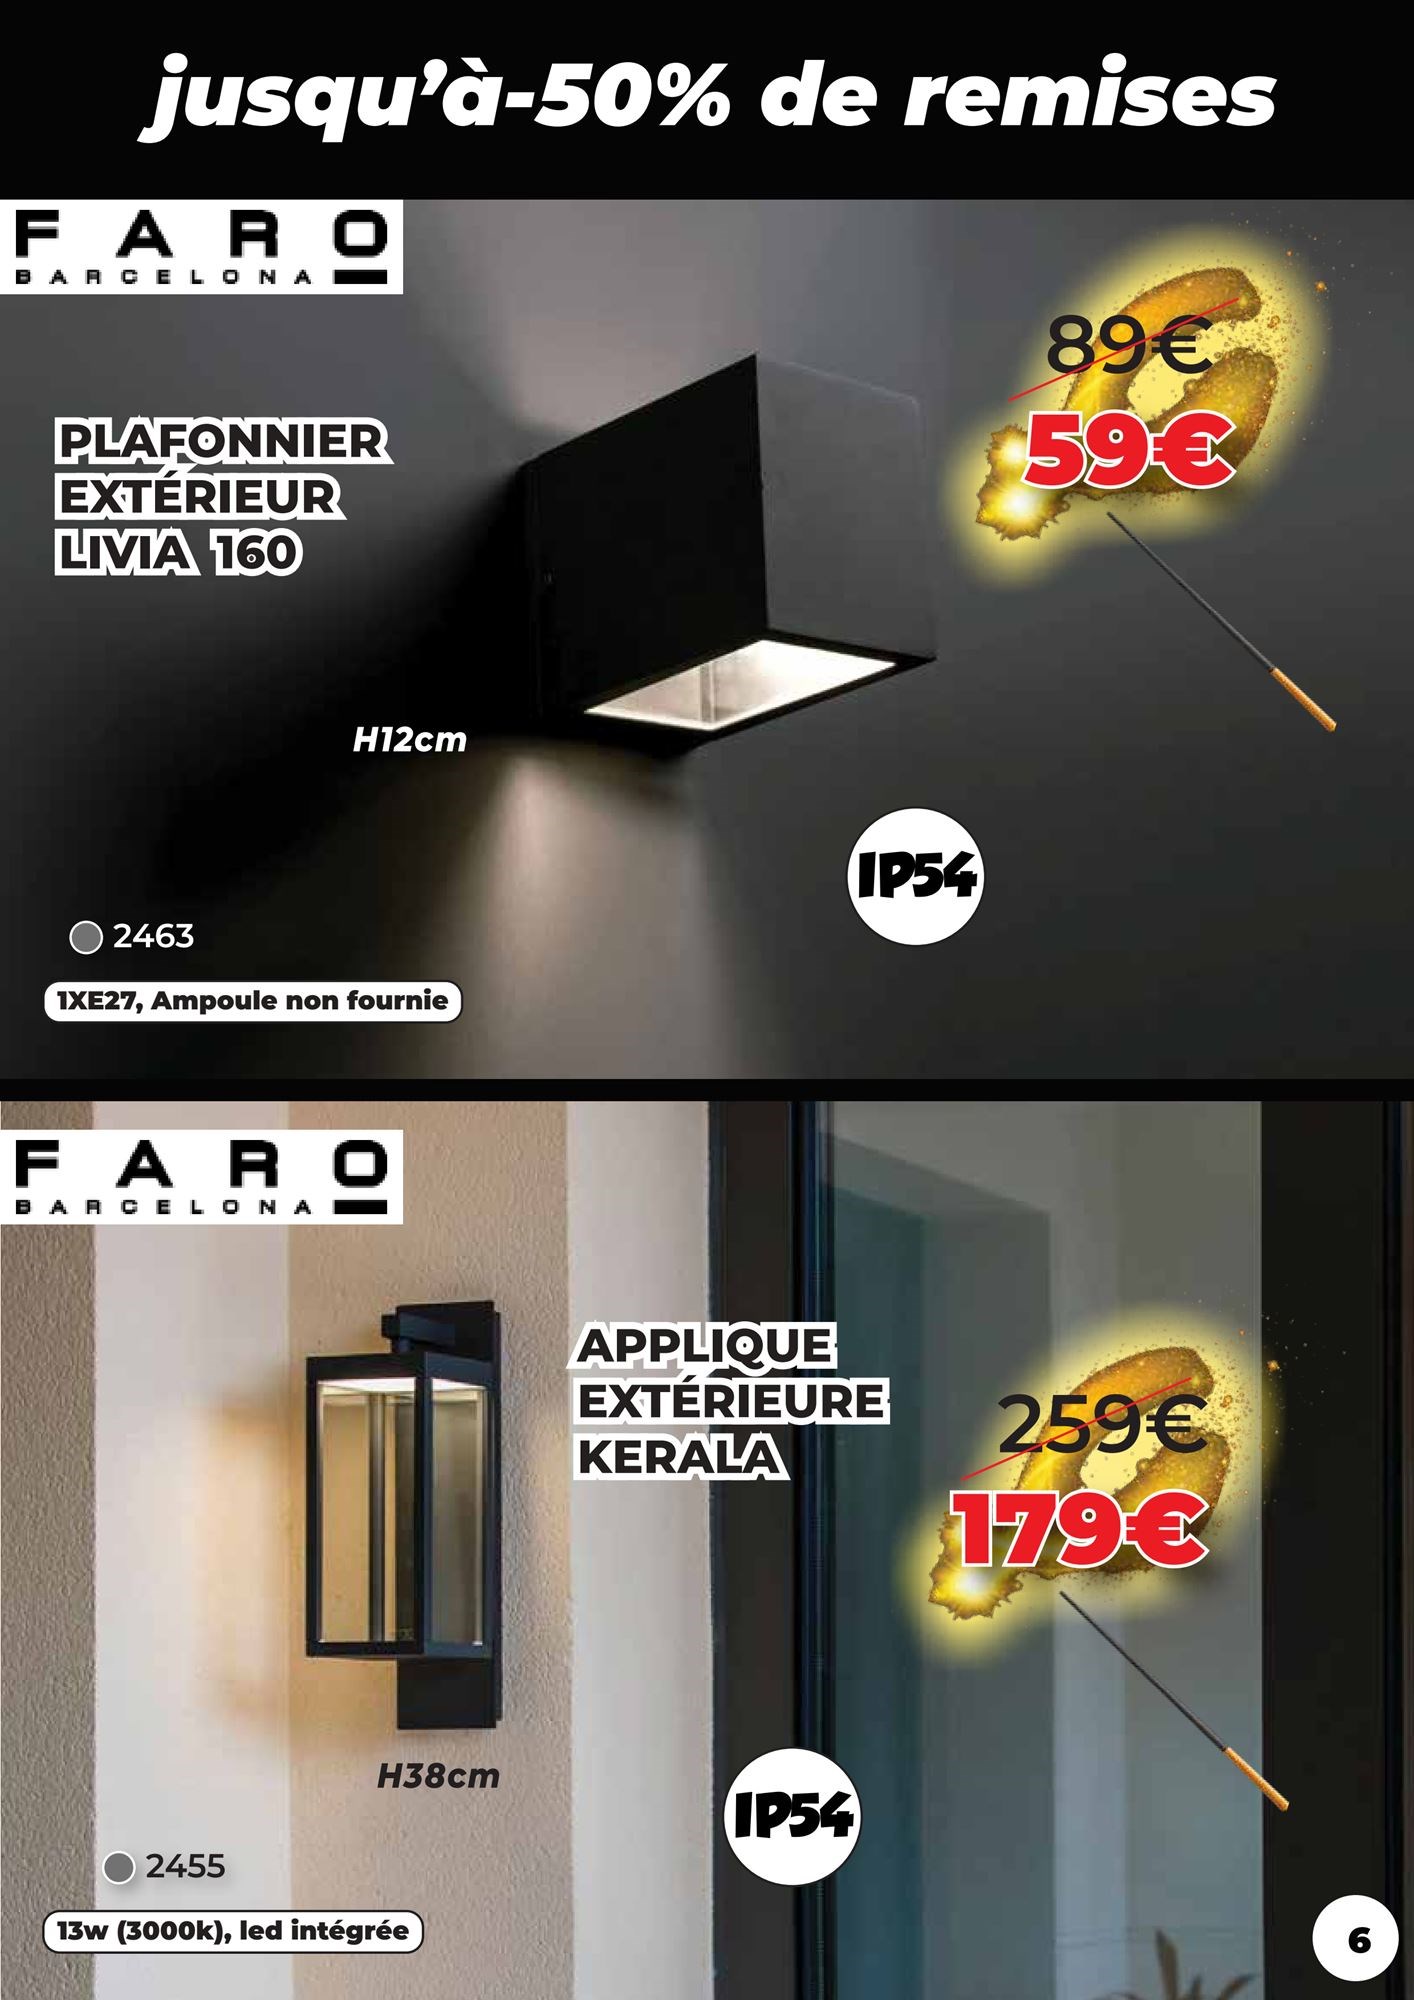 jusqu'à-50% de remises
FARO
BARCELONA
89€
59€
PLAFONNIER
EXTÉRIEUR
LIVIA 160
H12cm
IP54
2463
1XE27, Ampoule non fournie
FARO
BARCELONA
APPLIQUE
EXTÉRIEURE
KERALA
259€
179€
H38cm
IP54
2455
13w (3000k), led intégrée
6